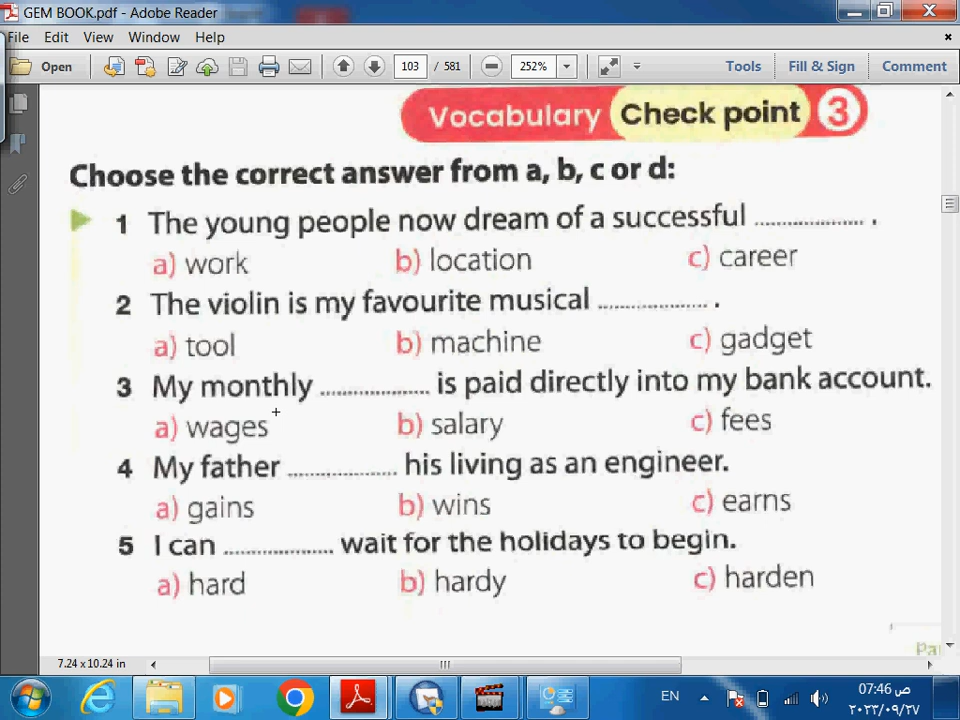 GEM BOOK.pdf - Adobe Reader
File Edit View Window Help
Open 103 / 581 252% Tools Fill & Sign Comment
Vocabulary Check point 3
Choose the correct answer from a, b, c or d:
1 The young people now dream of a successful .................... .
a) work b) location c) career
2 The violin is my favourite musical .................... .
a) tool b) machine c) gadget
3 My monthly .................... is paid directly into my bank account.
a) wages b) salary c) fees
4 My father .................... his living as an engineer.
a) gains b) wins c) earns
5 I can .................... wait for the holidays to begin.
a) hard b) hardy c) harden
7.24 x 10.24 in
EN
07:46 ص
٢٠٢٣/٠٩/٢٧